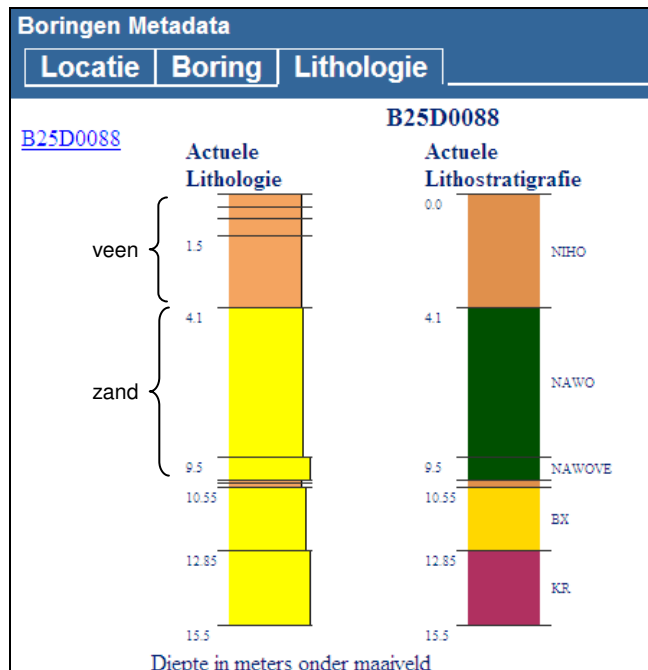 Boringen Metadata
Locatie Boring Lithologie
B25D0088
B25D0088
Actuele Lithologie
Actuele Lithostratigrafie
veen
zand
1.5
4.1
9.5
10.55
12.85
15.5
0.0
4.1
9.5
10.55
12.85
15.5
NIHO
NAWO
NAWOVE
BX
KR
Diepte in meters onder maaiveld